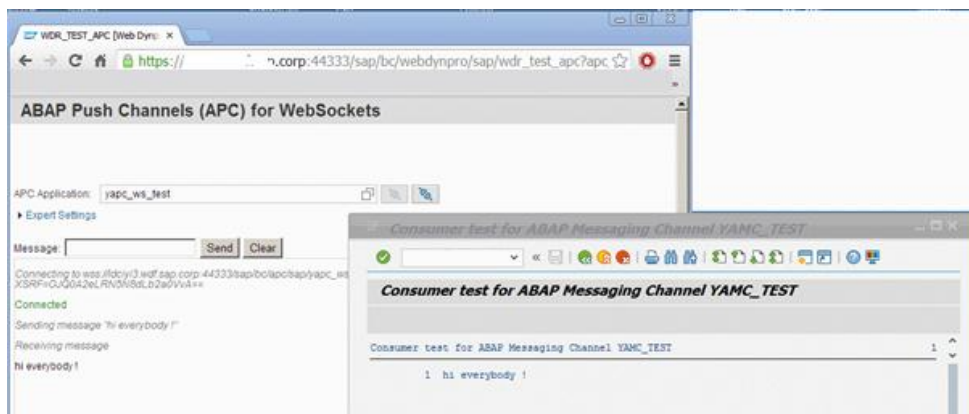 WDR_TEST_APC [Web Dynp
https:// n.corp:44333/sap/bc/webdynpro/sap/wdr_test_apc?apc
ABAP Push Channels (APC) for WebSockets
APC Application: yapc_ws_test
Expert Settings
Message: Send Clear
Connecting to
Connected
Sending message "hi everybody !"
Receiving message
hi everybody !
Consumer test for ABAP Messaging Channel YAMC_TEST
Consumer test for ABAP Messaging Channel YAMC_TEST
Consumer test for ABAP Messaging Channel YAMC_TEST 1
1 hi everybody !